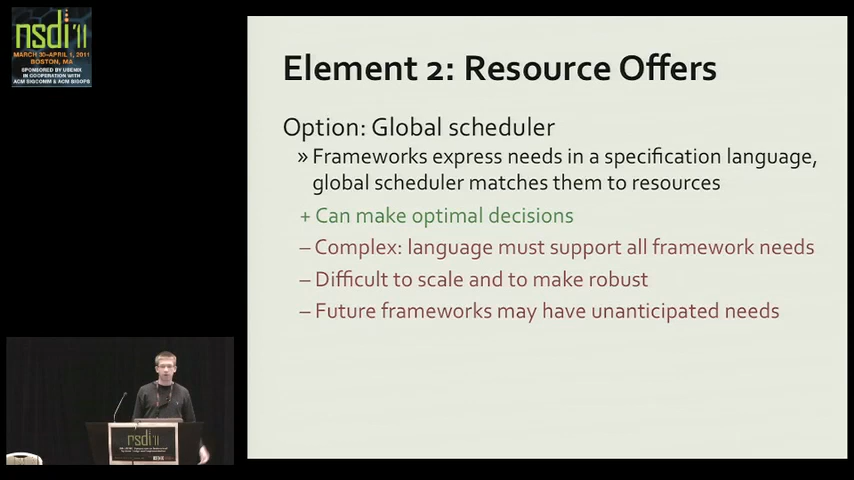 nsdi'11
MARCH 30–APRIL 1, 2011
BOSTON, MA
SPONSORED BY USENIX
IN COOPERATION WITH
ACM SIGCOMM & ACM SIGOPS
Element 2: Resource Offers
Option: Global scheduler
» Frameworks express needs in a specification language,
global scheduler matches them to resources
+ Can make optimal decisions
– Complex: language must support all framework needs
– Difficult to scale and to make robust
– Future frameworks may have unanticipated needs
nsdi'11